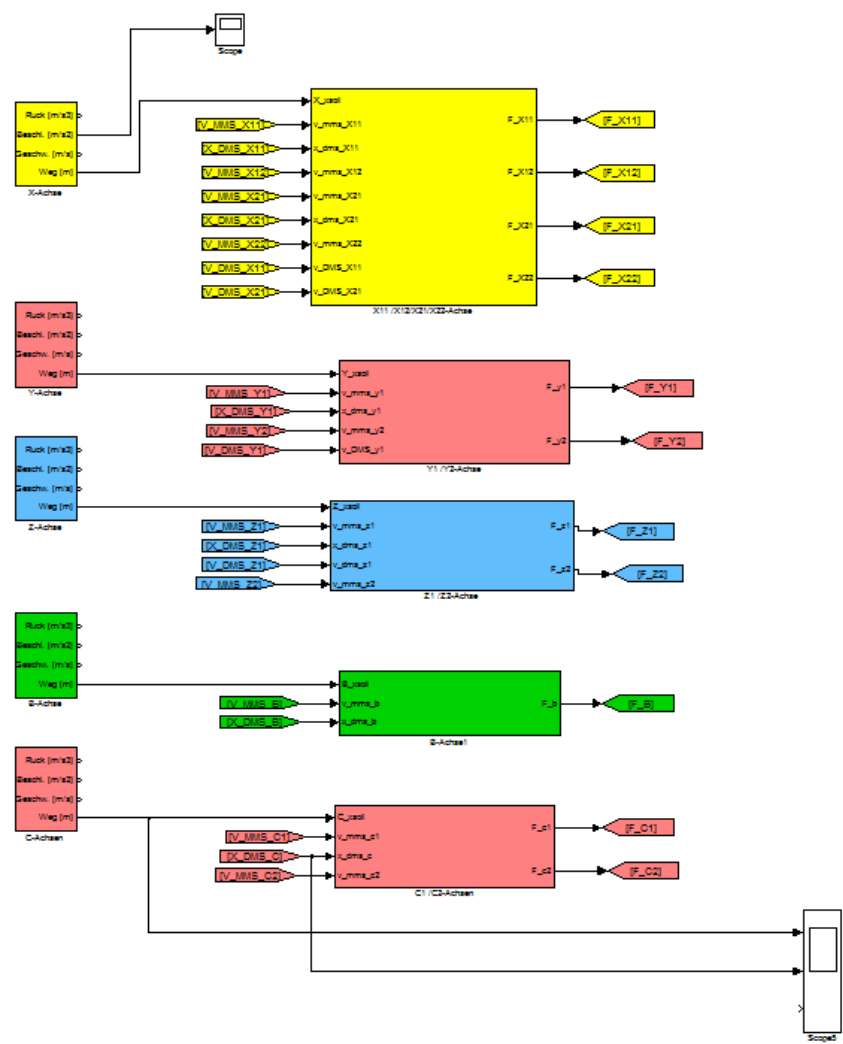 Scope
Ruck [m/s3]
Beschl. [m/s2]
Geschw. [m/s]
Weg [m]
X-Achse
[V_MMS_X11]
[X_DMS_X11]
[V_MMS_X12]
[V_MMS_X21]
[X_DMS_X21]
[V_MMS_X22]
[V_DMS_X11]
[V_DMS_X21]
X_xsoll
v_mms_X11
x_dms_X11
v_mms_X12
v_mms_X21
x_dms_X21
v_mms_X22
v_DMS_X11
v_DMS_X21
F_X11
F_X12
F_X21
F_X22
X11 /X12/X21/X22-Achse
[F_X11]
[F_X12]
[F_X21]
[F_X22]
Ruck [m/s3]
Beschl. [m/s2]
Geschw. [m/s]
Weg [m]
Y-Achse
[V_MMS_Y1]
[X_DMS_Y1]
[V_MMS_Y2]
[V_DMS_Y1]
Y_xsoll
v_mms_y1
x_dms_y1
v_mms_y2
v_DMS_y1
F_y1
F_y2
Y1 /Y2-Achse
[F_Y1]
[F_Y2]
Ruck [m/s3]
Beschl. [m/s2]
Geschw. [m/s]
Weg [m]
Z-Achse
[V_MMS_Z1]
[X_DMS_Z1]
[V_DMS_Z1]
[V_MMS_Z2]
Z_xsoll
v_mms_z1
x_dms_z1
v_dms_z1
v_mms_z2
F_z1
F_z2
Z1 /Z2-Achse
[F_Z1]
[F_Z2]
Ruck [m/s3]
Beschl. [m/s2]
Geschw. [m/s]
Weg [m]
B-Achse
[V_MMS_B]
[X_DMS_B]
B_xsoll
v_mms_b
x_dms_b
F_b
B-Achse1
[F_B]
Ruck [m/s3]
Beschl. [m/s2]
Geschw. [m/s]
Weg [m]
C-Achsen
[V_MMS_C1]
[X_DMS_C]
[V_MMS_C2]
C_xsoll
v_mms_c1
x_dms_c
v_mms_c2
F_c1
F_c2
C1 /C2-Achsen
[F_C1]
[F_C2]
Scope5